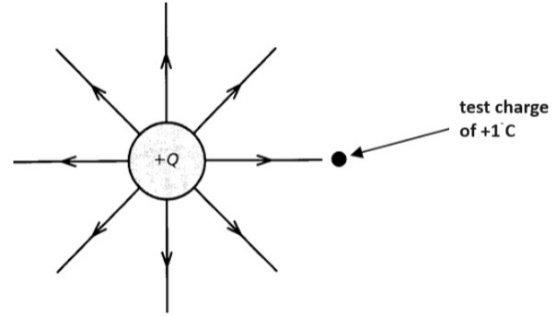 +Q
test charge
of +1 C